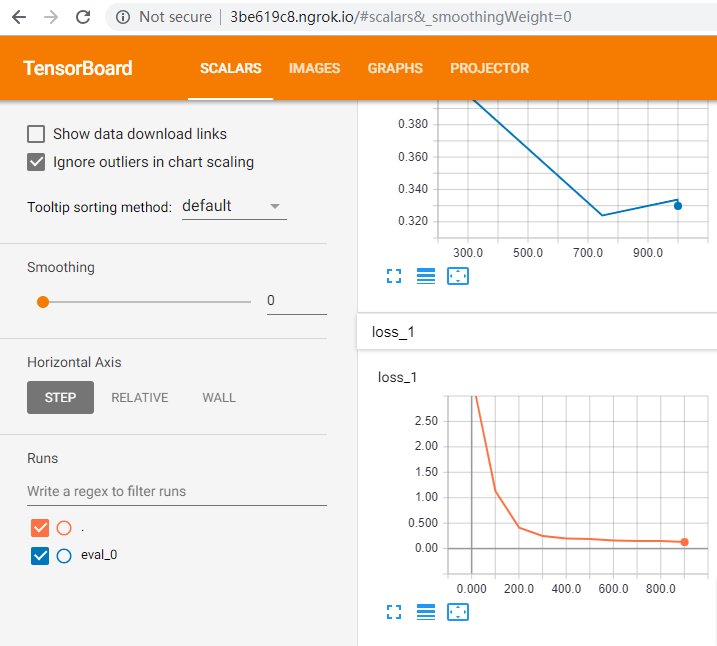 Not secure | 3be619c8.ngrok.io/#scalars&_smoothingWeight=0
TensorBoard SCALARS IMAGES GRAPHS PROJECTOR
Show data download links
Ignore outliers in chart scaling
Tooltip sorting method: default
Smoothing
0
Horizontal Axis
STEP RELATIVE WALL
Runs
Write a regex to filter runs
.
eval_0
0.380
0.360
0.340
0.320
300.0 500.0 700.0 900.0
loss_1
loss_1
2.50
2.00
1.50
1.00
0.500
0.00
0.000 200.0 400.0 600.0 800.0